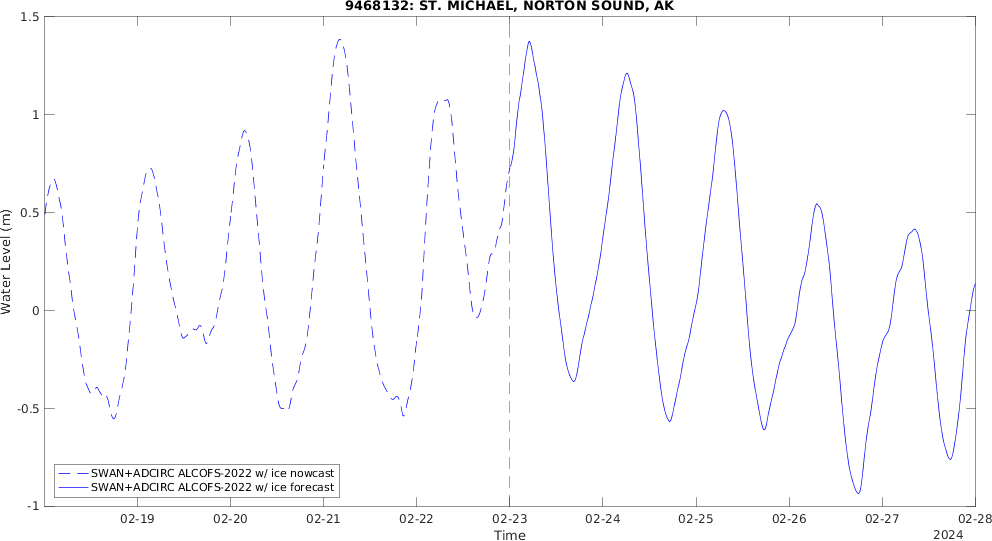 9468132: ST. MICHAEL, NORTON SOUND, AK
1.5
1
0.5
0
-0.5
-1
Water Level (m)
SWAN+ADCIRC ALCOFS-2022 w/ ice nowcast
SWAN+ADCIRC ALCOFS-2022 w/ ice forecast
02-19 02-20 02-21 02-22 02-23 02-24 02-25 02-26 02-27 02-28
Time
2024